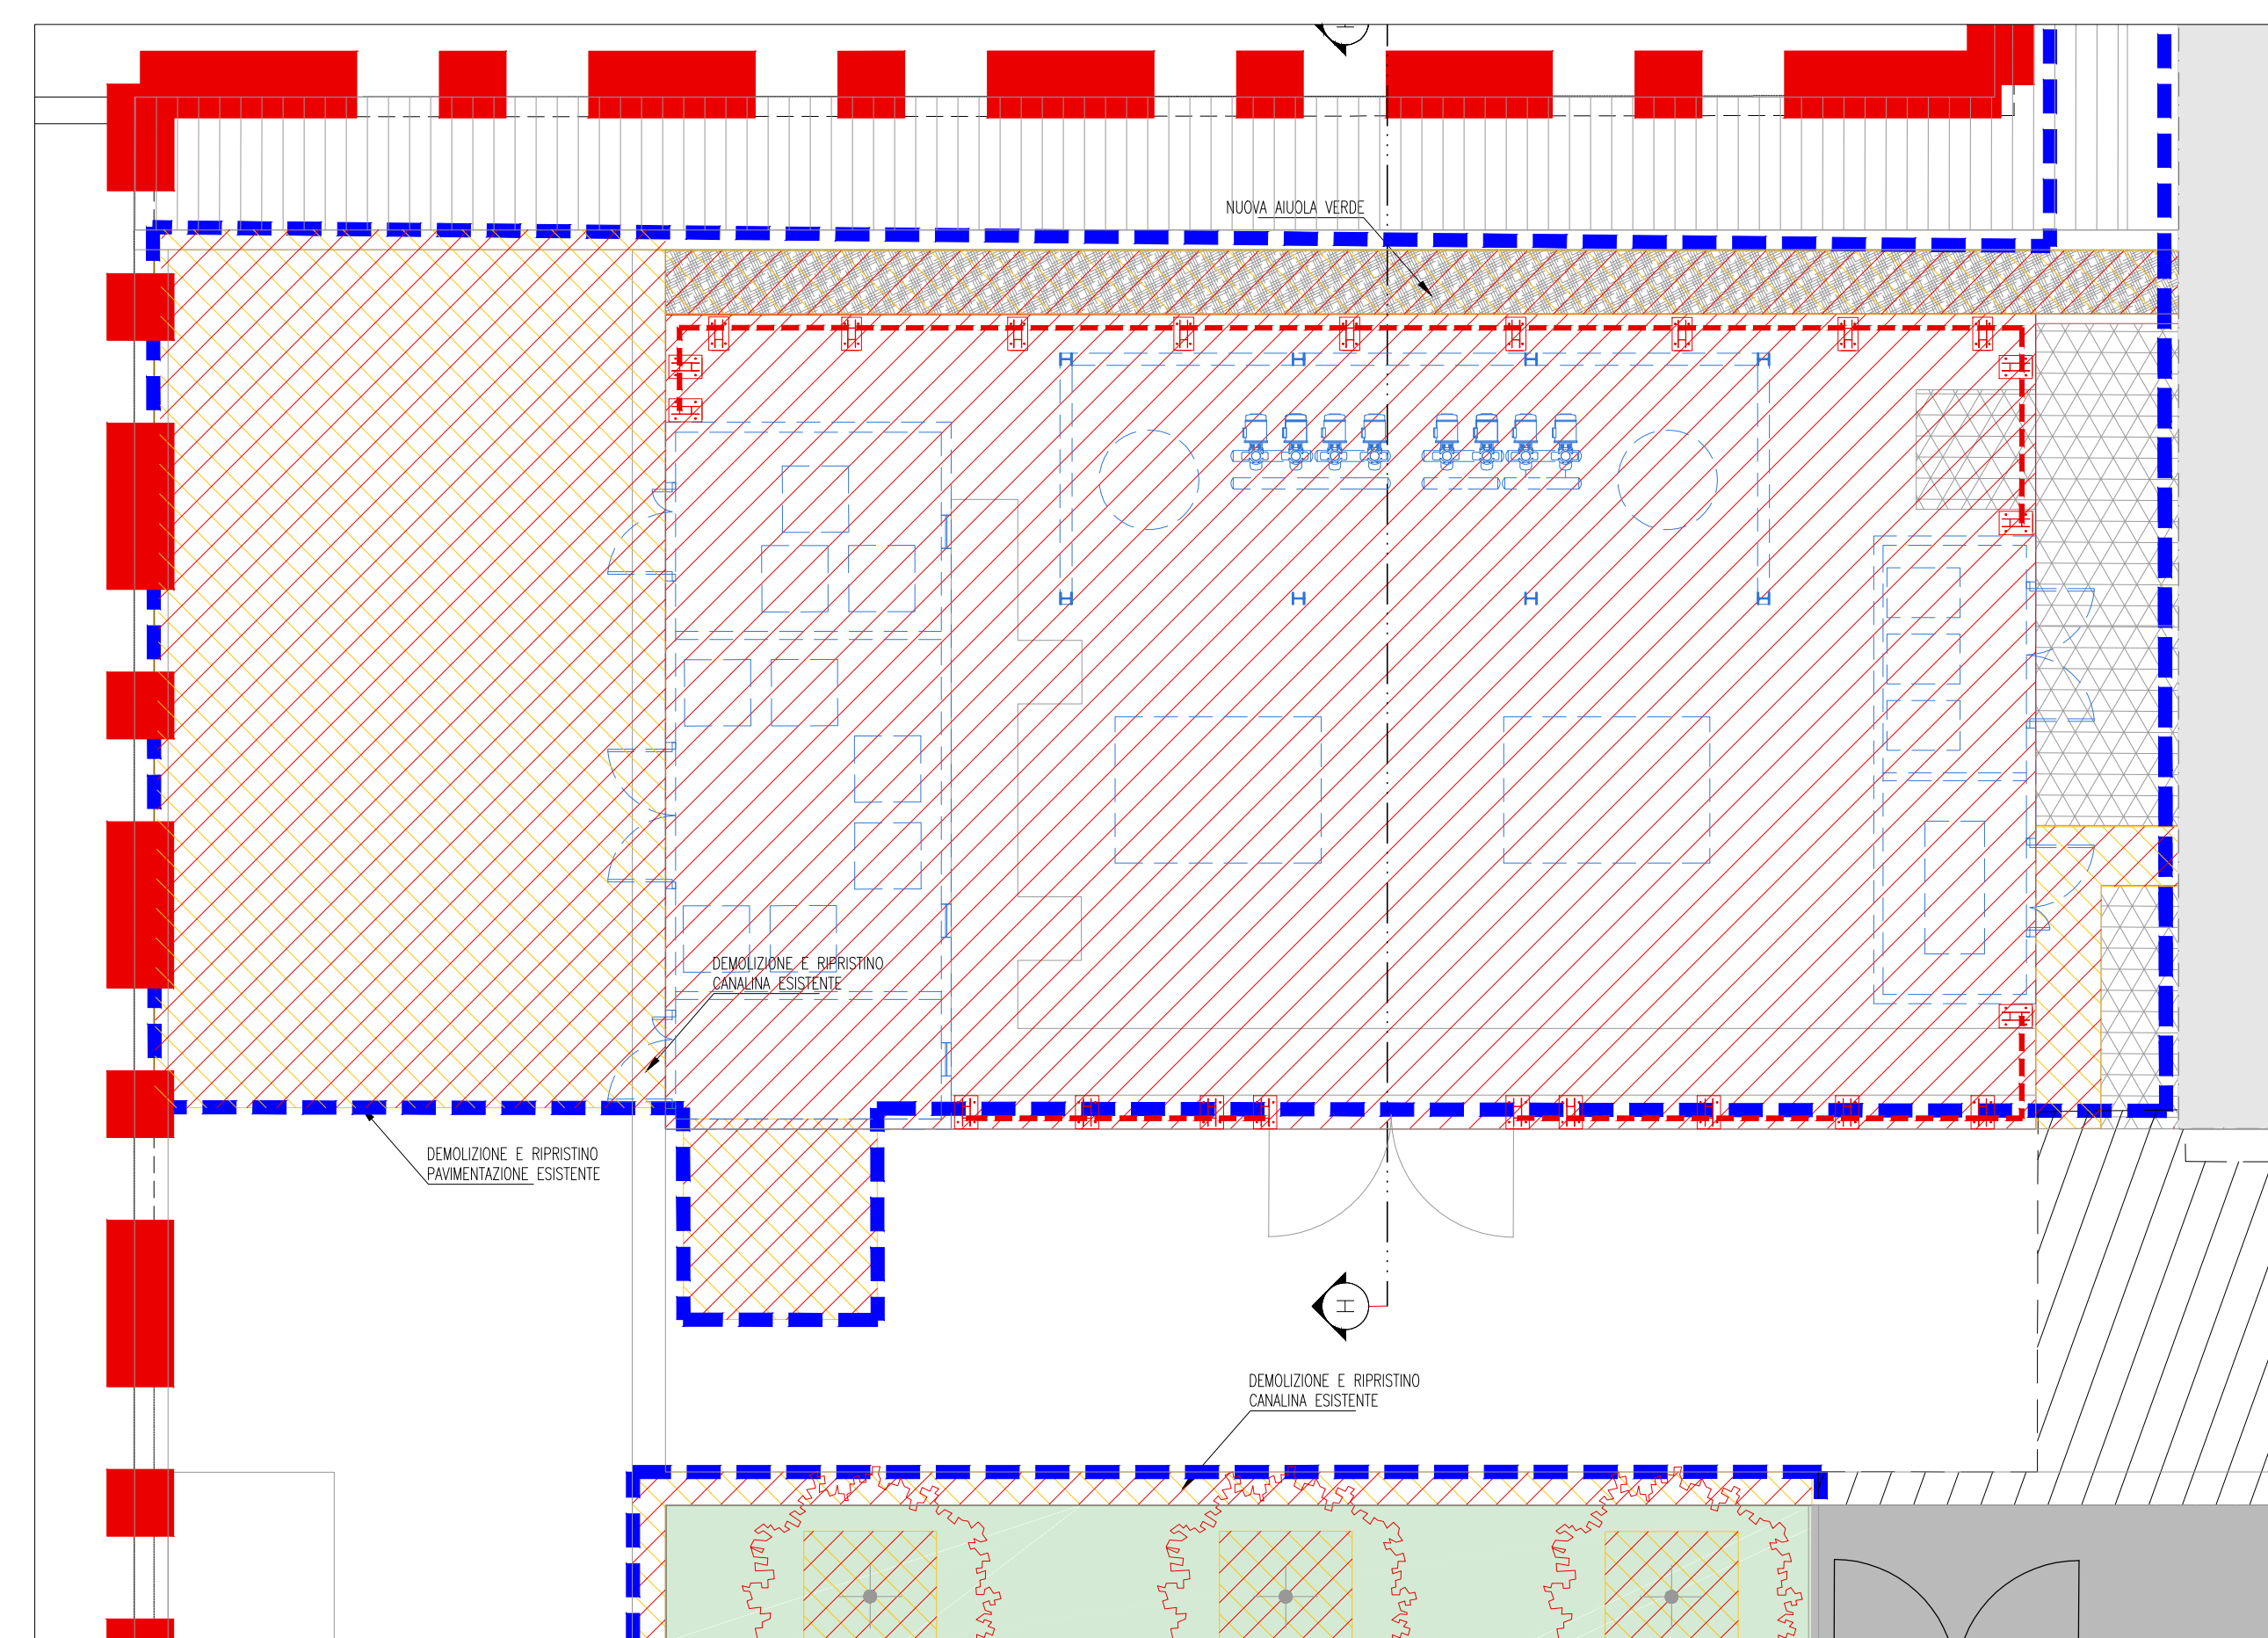 NUOVA AIUOLA VERDE
DEMOLIZIONE E RIPRISTINO
CANALINA ESISTENTE
DEMOLIZIONE E RIPRISTINO
PAVIMENTAZIONE ESISTENTE
H
DEMOLIZIONE E RIPRISTINO
CANALINA ESISTENTE